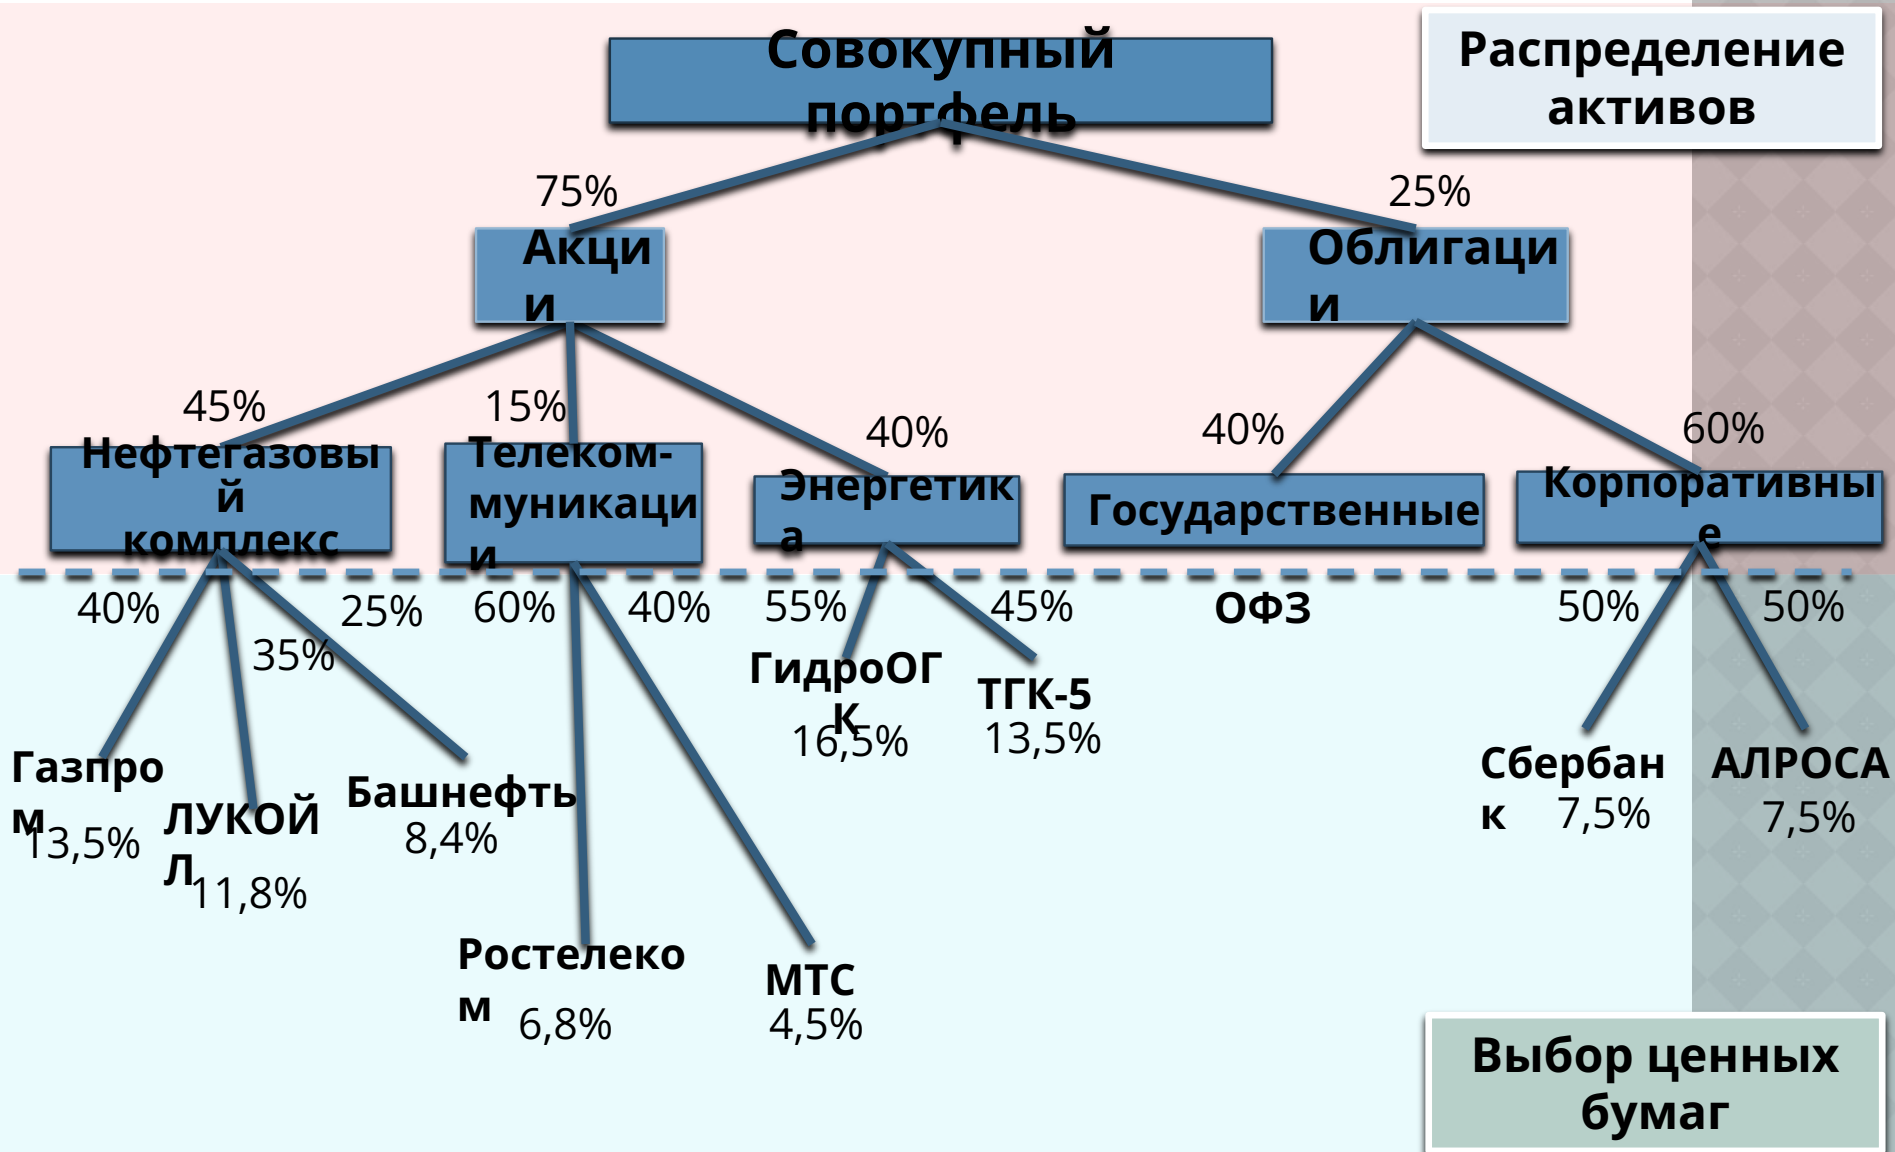 Совокупный
портфель
Распределение
активов
75%
25%
Акци
и
Облигаци
и
45%
15%
40%
40%
60%
Нефтегазовы
й
комплекс
Телеком-
муникаци
и
Энергетик
а
Государственные
Корпоративны
е
40%
35%
25%
60%
40%
55%
45%
ОФЗ
50%
50%
ГидроОГ
К
16,5%
ТГК-5
13,5%
Газпро
м
13,5%
ЛУКОЙ
Л
11,8%
Башнефть
8,4%
Сбербан
к
7,5%
АЛРОСА
7,5%
Ростелеко
м
6,8%
МТС
4,5%
Выбор ценных
бумаг